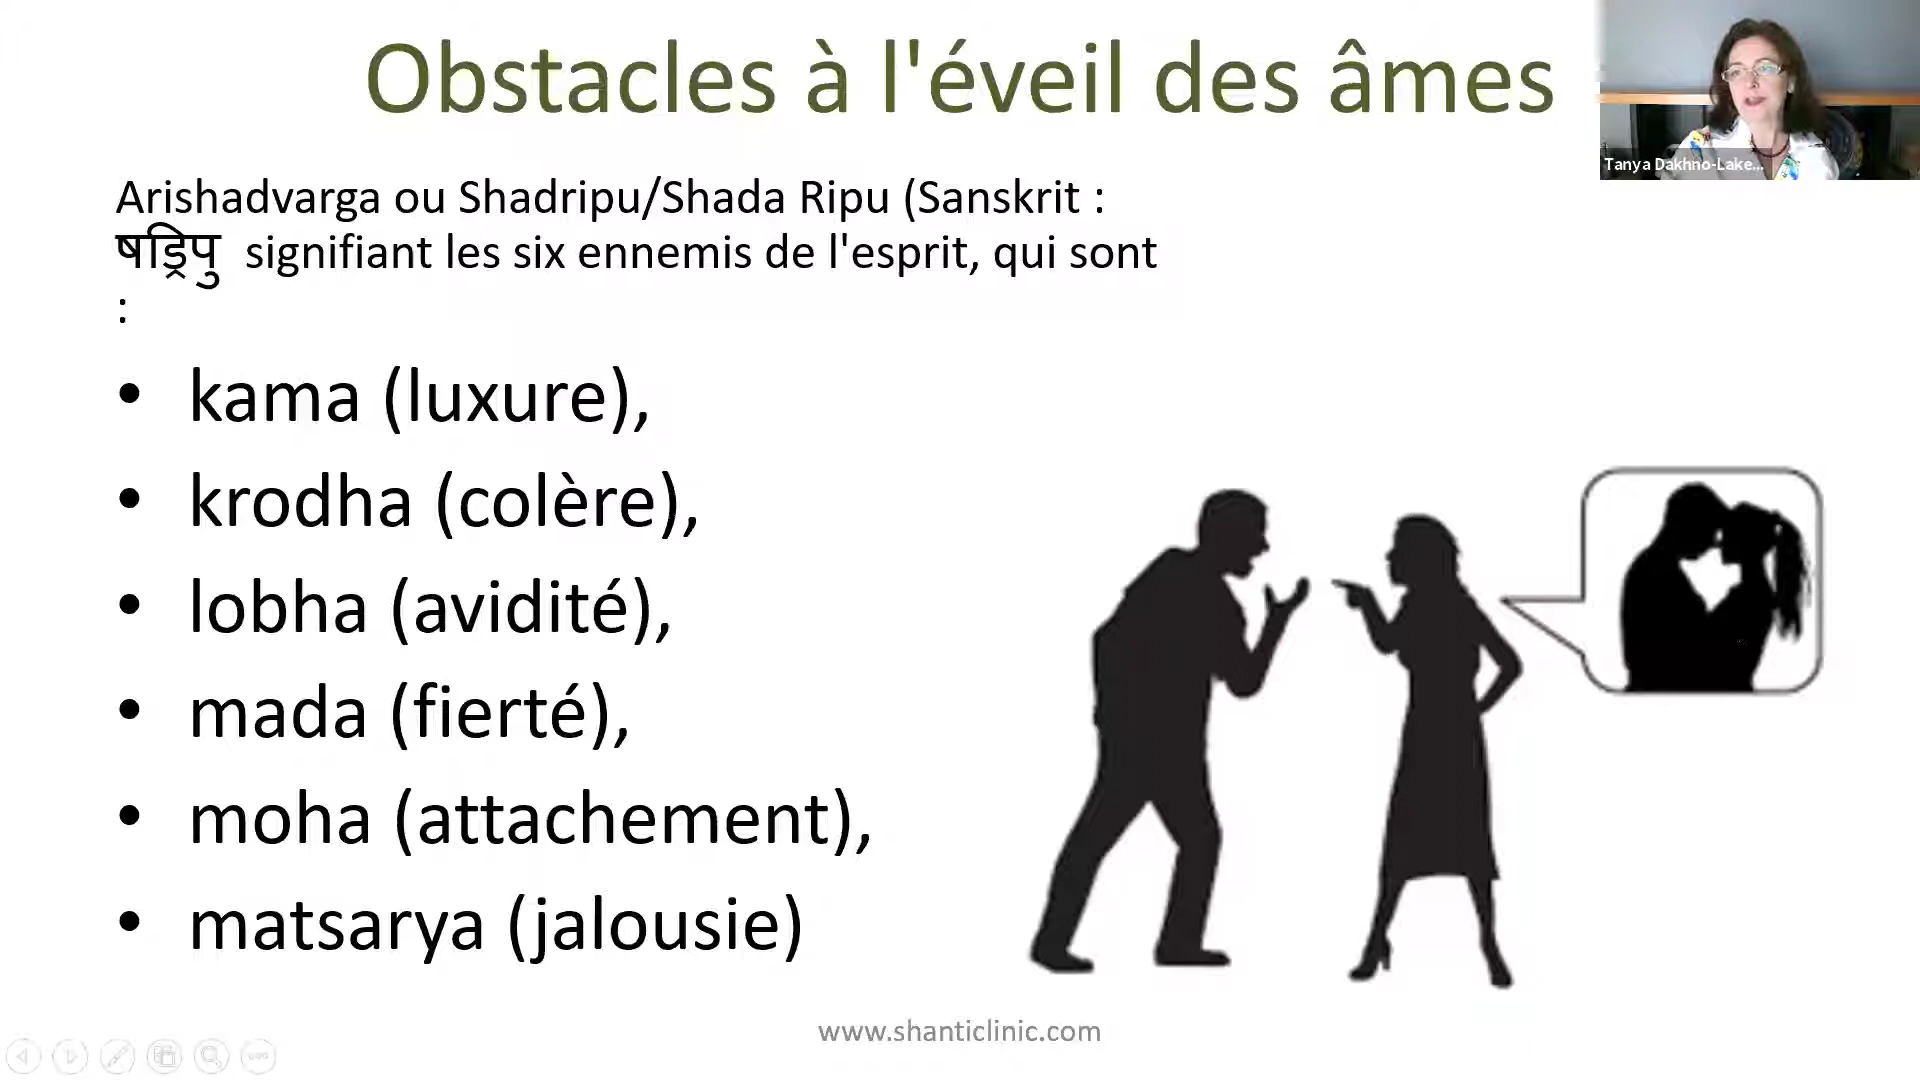 Obstacles à l'éveil des âmes
Tanya Dakhno-Lake...
Arishadvarga ou Shadripu/Shada Ripu (Sanskrit :
षड्रिपु signifiant les six ennemis de l'esprit, qui sont
:
• kama (luxure),
• krodha (colère),
• lobha (avidité),
• mada (fierté),
• moha (attachement),
• matsarya (jalousie)
www.shanticlinic.com